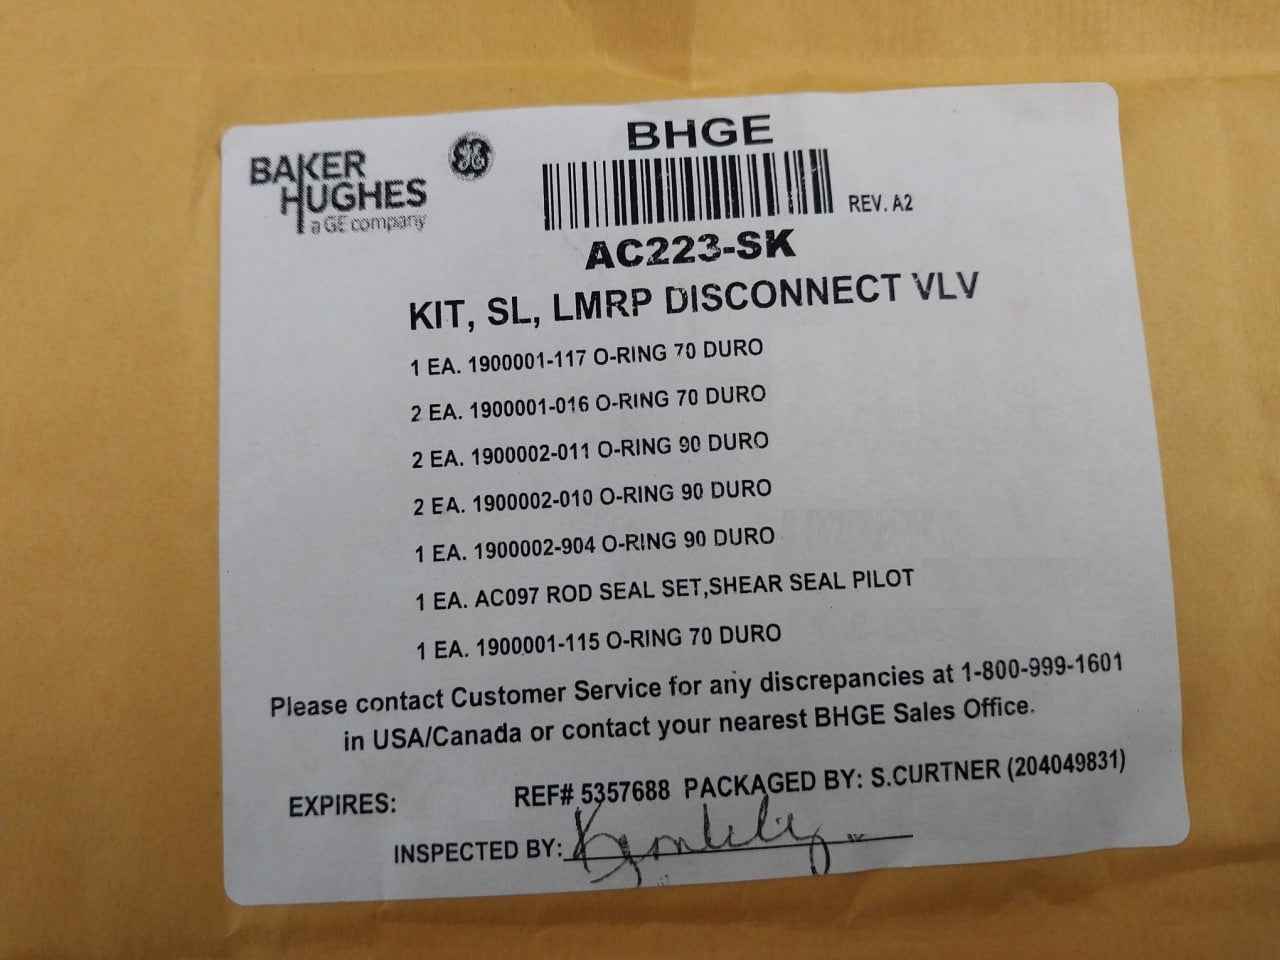 BHGE
BAKER
HUGHES
a GE company
GE
REV. A2
AC223-SK
KIT, SL, LMRP DISCONNECT VLV
1 EA. 1900001-117 O-RING 70 DURO
2 EA. 1900001-016 O-RING 70 DURO
2 EA. 1900002-011 O-RING 90 DURO
2 EA. 1900002-010 O-RING 90 DURO
1 EA. 1900002-904 O-RING 90 DURO
1 EA. AC097 ROD SEAL SET,SHEAR SEAL PILOT
1 EA. 1900001-115 O-RING 70 DURO
Please contact Customer Service for any discrepancies at 1-800-999-1601
in USA/Canada or contact your nearest BHGE Sales Office.
EXPIRES: REF# 5357688 PACKAGED BY: S.CURTNER (204049831)
INSPECTED BY: